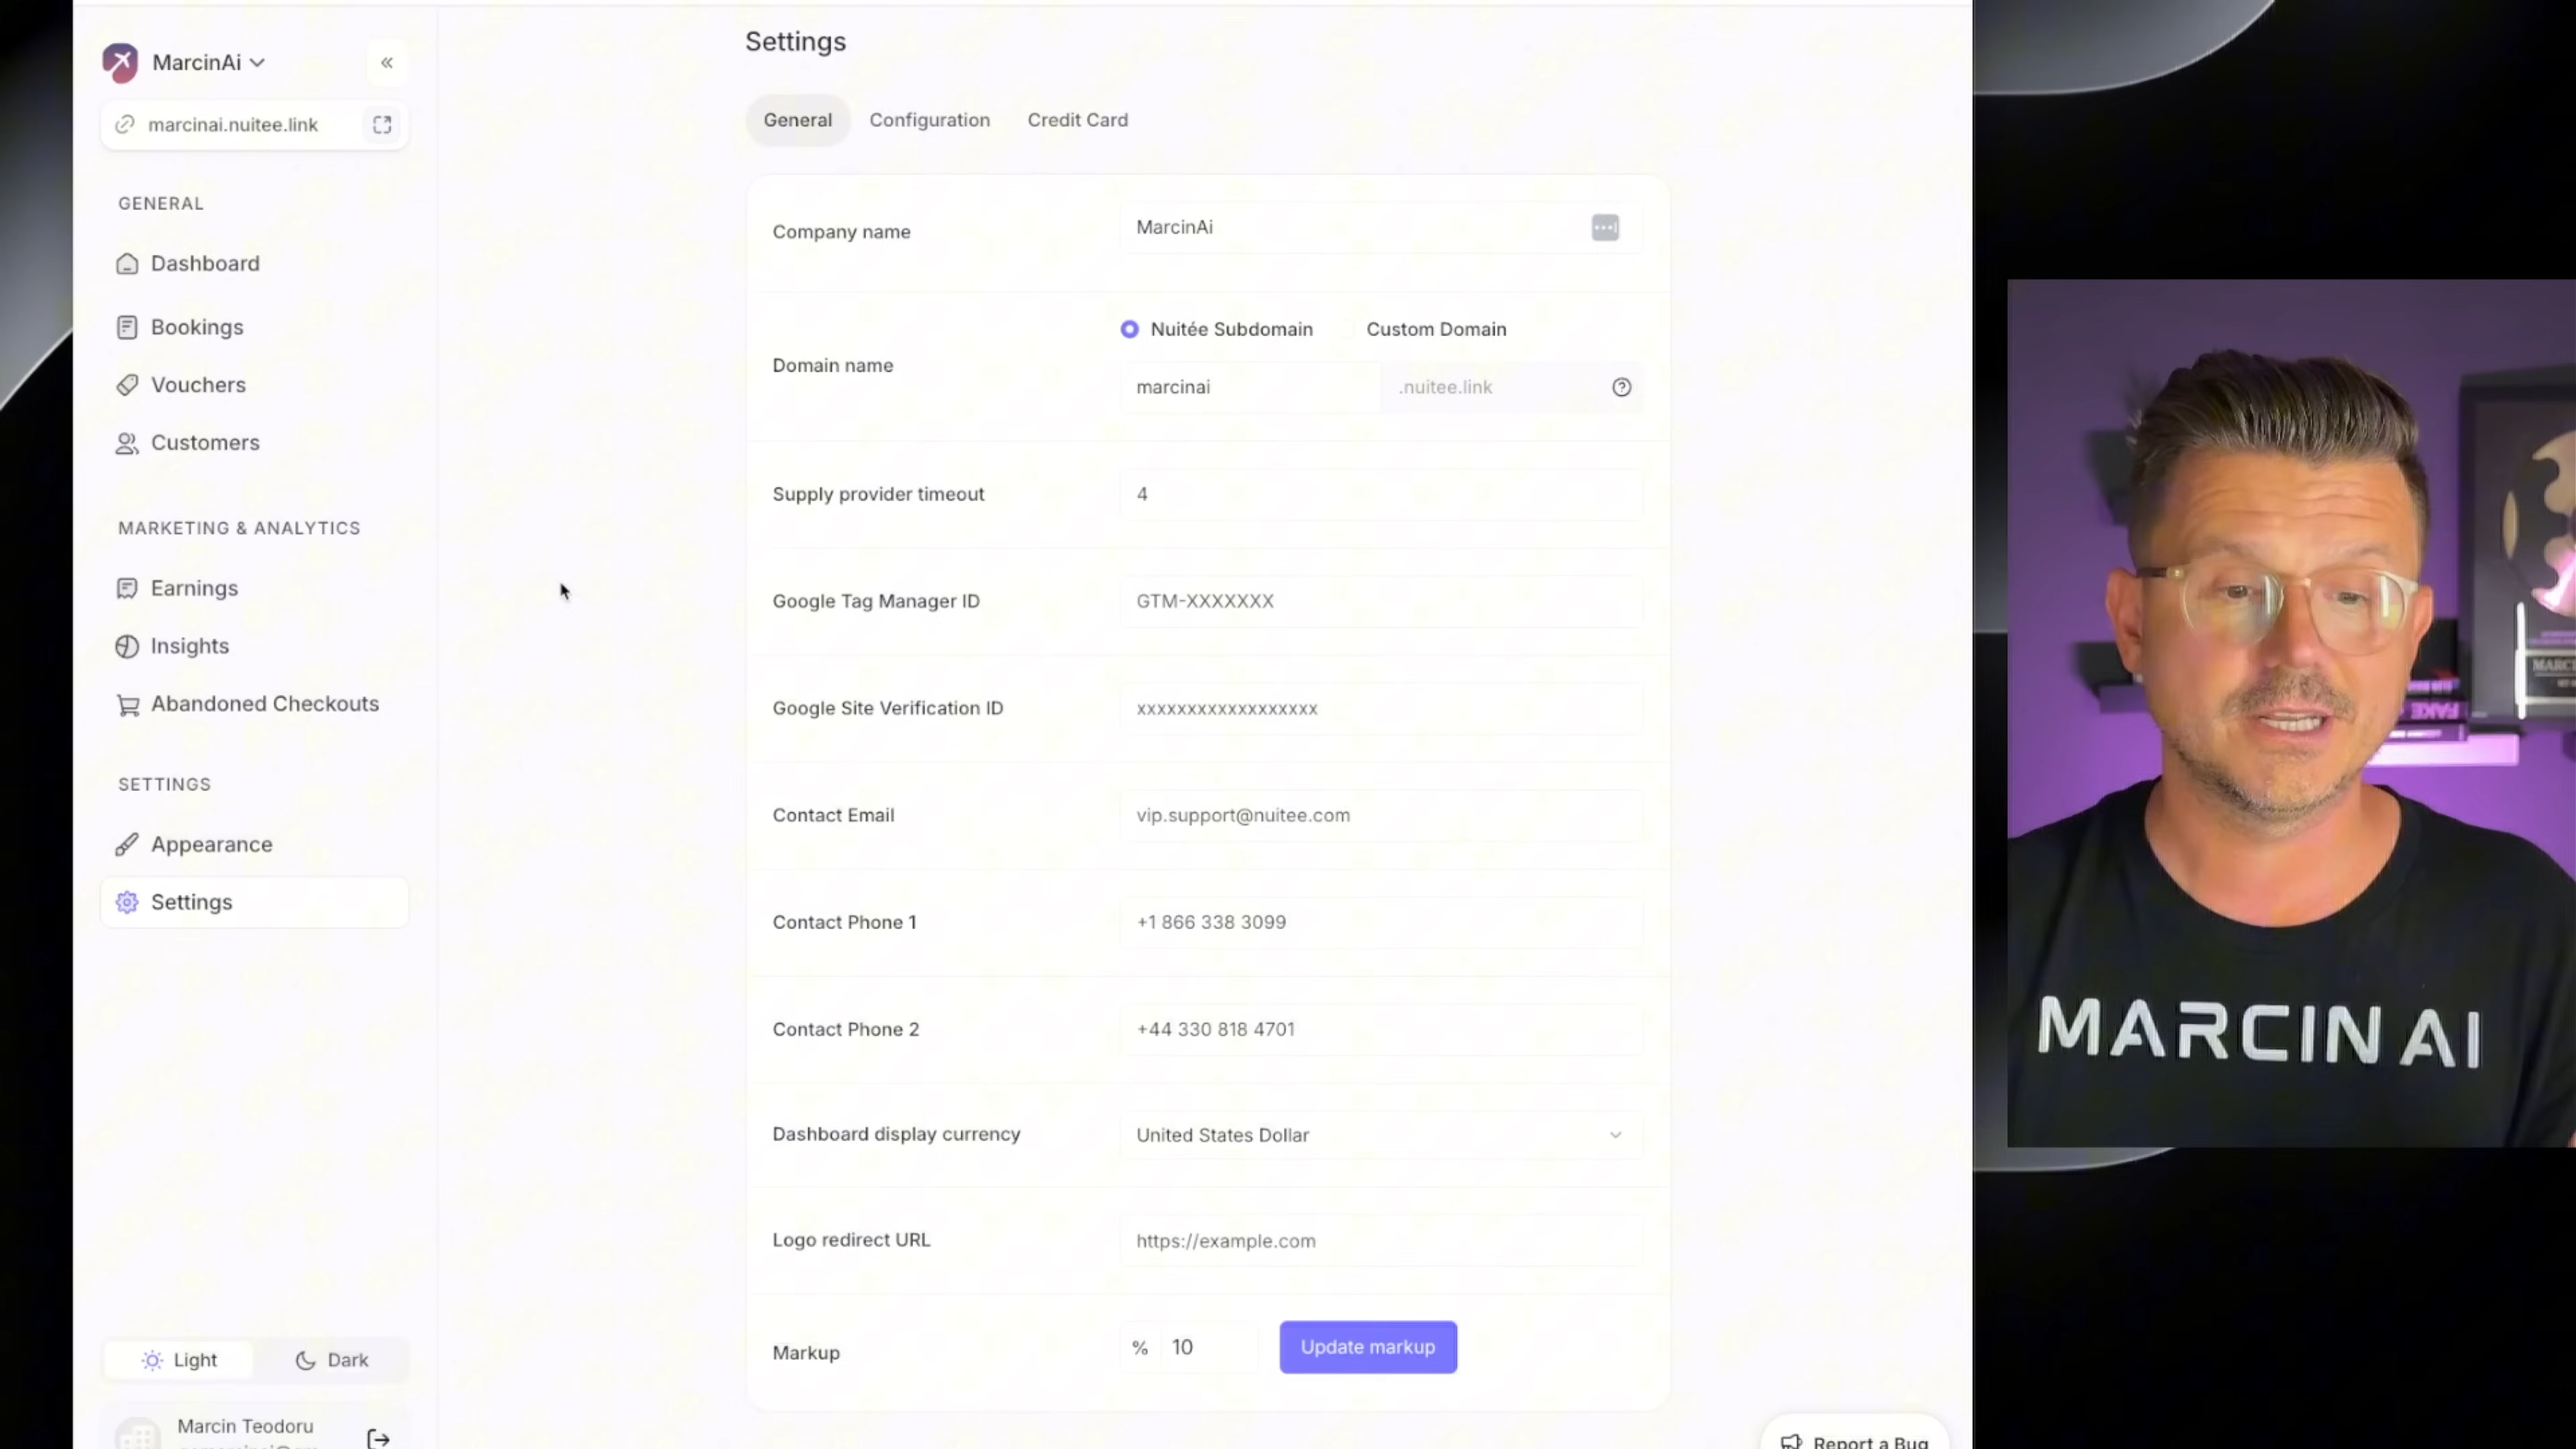 MarcinAi
marcinai.nuitee.link
GENERAL
Dashboard
Bookings
Vouchers
Customers
MARKETING & ANALYTICS
Earnings
Insights
Abandoned Checkouts
SETTINGS
Appearance
Settings
Light
Dark
Marcin Teodoru
Settings
General
Configuration
Credit Card
Company name
MarcinAi
Domain name
Nuitée Subdomain
Custom Domain
marcinai
.nuitee.link
Supply provider timeout
4
Google Tag Manager ID
GTM-XXXXXXX
Google Site Verification ID
xxxxxxxxxxxxxxxxxx
Contact Email
vip.support@nuitee.com
Contact Phone 1
+1 866 338 3099
Contact Phone 2
+44 330 818 4701
Dashboard display currency
United States Dollar
Logo redirect URL
https://example.com
Markup
% 10
Update markup
Report a Bug
FAKE
MARCIN AI